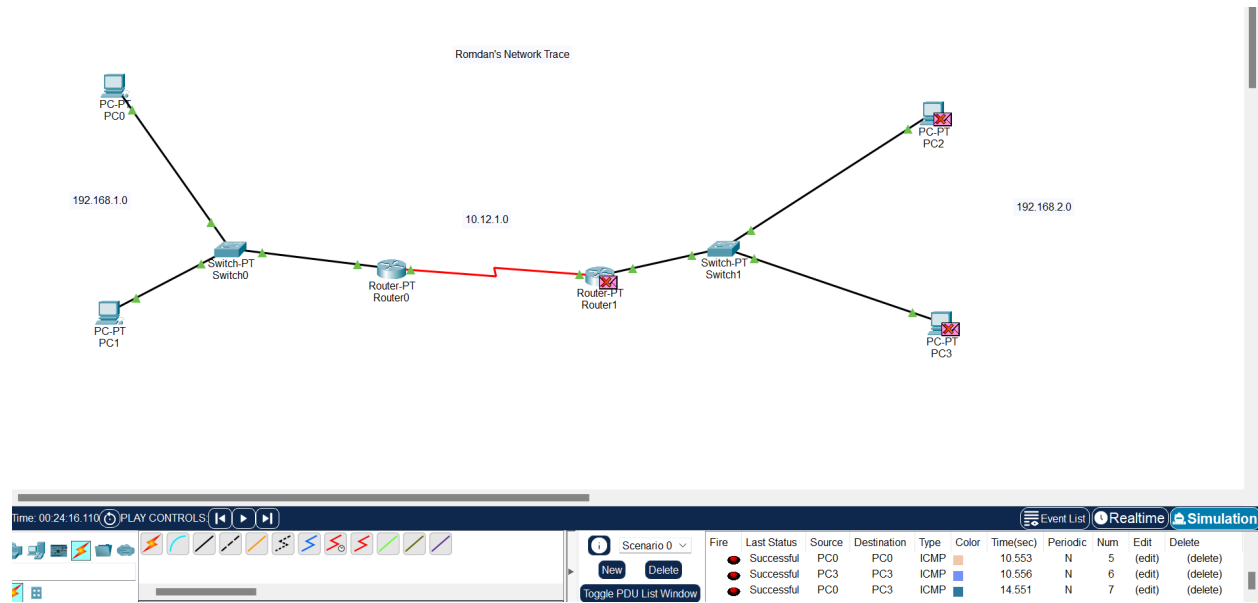 Romdan's Network Trace
PC-PT
PC0
PC-PT
PC2
192.168.1.0
192.168.2.0
10.12.1.0
Switch-PT
Switch0
Switch-PT
Switch1
Router-PT
Router0
Router-PT
Router1
PC-PT
PC1
PC-PT
PC3
Time: 00:24:16.110 PLAY CONTROLS:
Event List
Realtime
Simulation
Scenario 0
New
Delete
Toggle PDU List Window
Fire Last Status Source Destination Type Color Time(sec) Periodic Num Edit Delete
Successful PC0 PC0 ICMP 10.553 N 5 (edit) (delete)
Successful PC3 PC3 ICMP 10.556 N 6 (edit) (delete)
Successful PC0 PC3 ICMP 14.551 N 7 (edit) (delete)